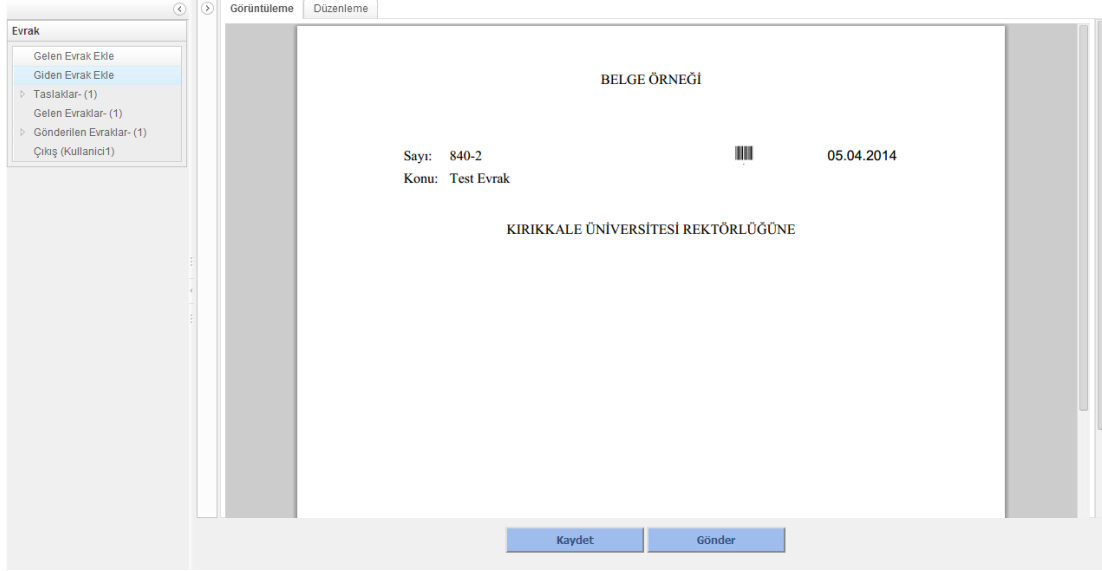 Görüntüleme Düzenleme
Evrak
Gelen Evrak Ekle
Giden Evrak Ekle
Taslaklar- (1)
Gelen Evraklar- (1)
Gönderilen Evraklar- (1)
Çıkış (Kullanici1)
BELGE ÖRNEĞİ
Sayı: 840-2 05.04.2014
Konu: Test Evrak
KIRIKKALE ÜNİVERSİTESİ REKTÖRLÜĞÜNE
Kaydet Gönder